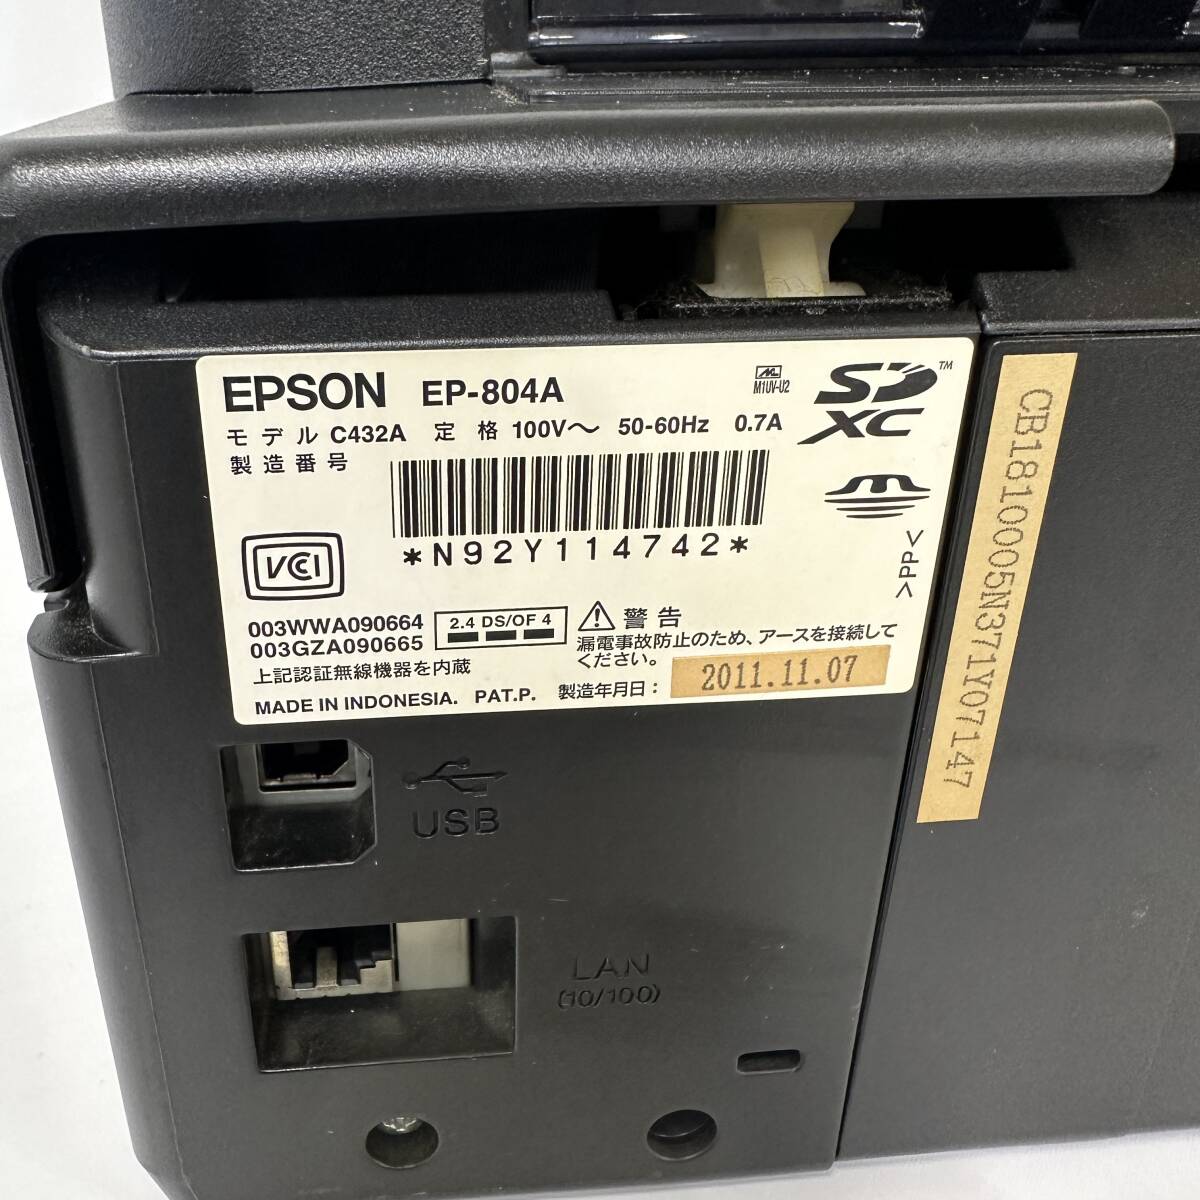 EPSON EP-804A
M1UV-U2
SD XC ™
モデル C432A 定格 100V～ 50-60Hz 0.7A
製造番号
*N92Y114742*
VCCI
>PP<
003WWA090664
003GZA090665
2.4 DS/OF 4
上記認証無線機器を内蔵
警告
漏電事故防止のため、アースを接続して
ください。
MADE IN INDONESIA. PAT.P. 製造年月日：
2011.11.07
CB181005N371Y07147
USB
LAN
(10/100)